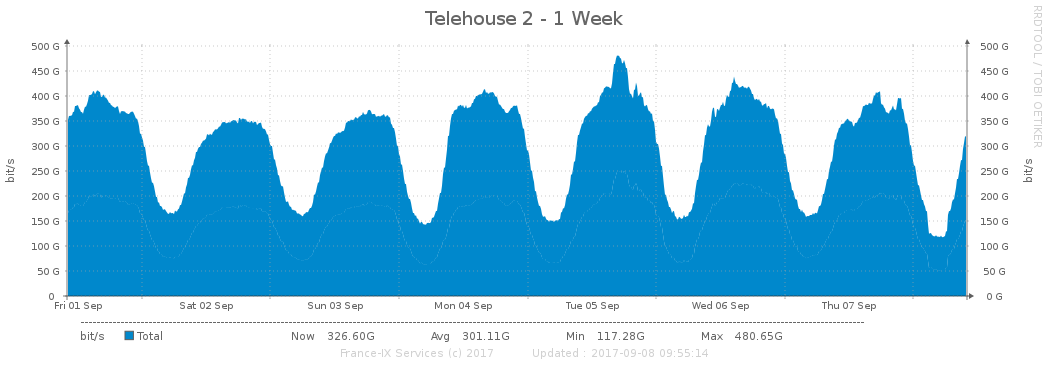 Telehouse 2 - 1 Week
RRDTOOL / TOBI OETIKER
bit/s
500 G
450 G
400 G
350 G
300 G
250 G
200 G
150 G
100 G
50 G
0
500 G
450 G
400 G
350 G
300 G
250 G
200 G
150 G
100 G
50 G
0 G
bit/s
Fri 01 Sep Sat 02 Sep Sun 03 Sep Mon 04 Sep Tue 05 Sep Wed 06 Sep Thu 07 Sep
bit/s Total Now 326.60G Avg 301.11G Min 117.28G Max 480.65G
France-IX Services (c) 2017 Updated : 2017-09-08 09:55:14